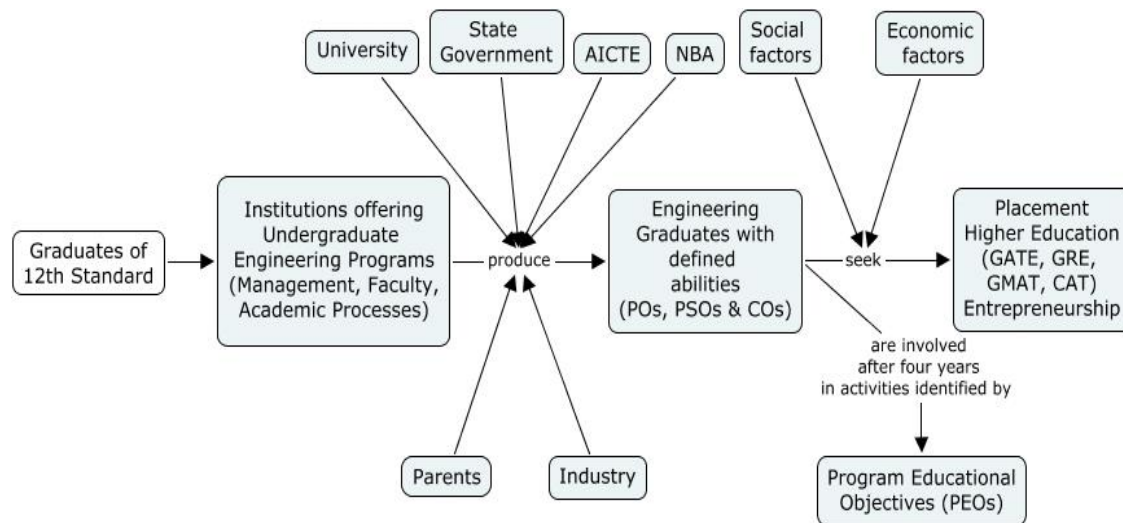 University
State
Government
AICTE
NBA
Social
factors
Economic
factors
Graduates of
12th Standard
Institutions offering
Undergraduate
Engineering Programs
(Management, Faculty,
Academic Processes)
produce
Engineering
Graduates with
defined
abilities
(POs, PSOs & COs)
seek
Placement
Higher Education
(GATE, GRE,
GMAT, CAT)
Entrepreneurship
are involved
after four years
in activities identified by
Parents
Industry
Program Educational
Objectives (PEOs)